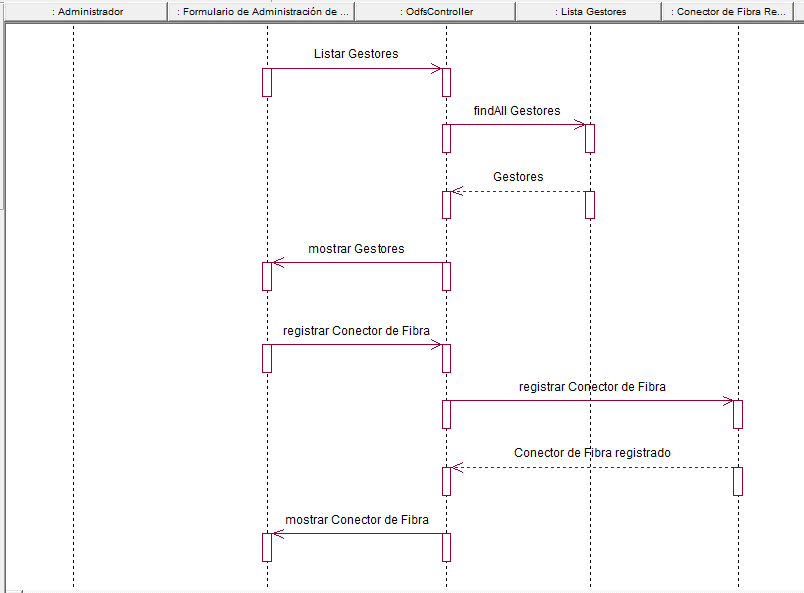 : Administrador
: Formulario de Administración de ...
: OdfsController
: Lista Gestores
: Conector de Fibra Re...
Listar Gestores
findAll Gestores
Gestores
mostrar Gestores
registrar Conector de Fibra
registrar Conector de Fibra
Conector de Fibra registrado
mostrar Conector de Fibra